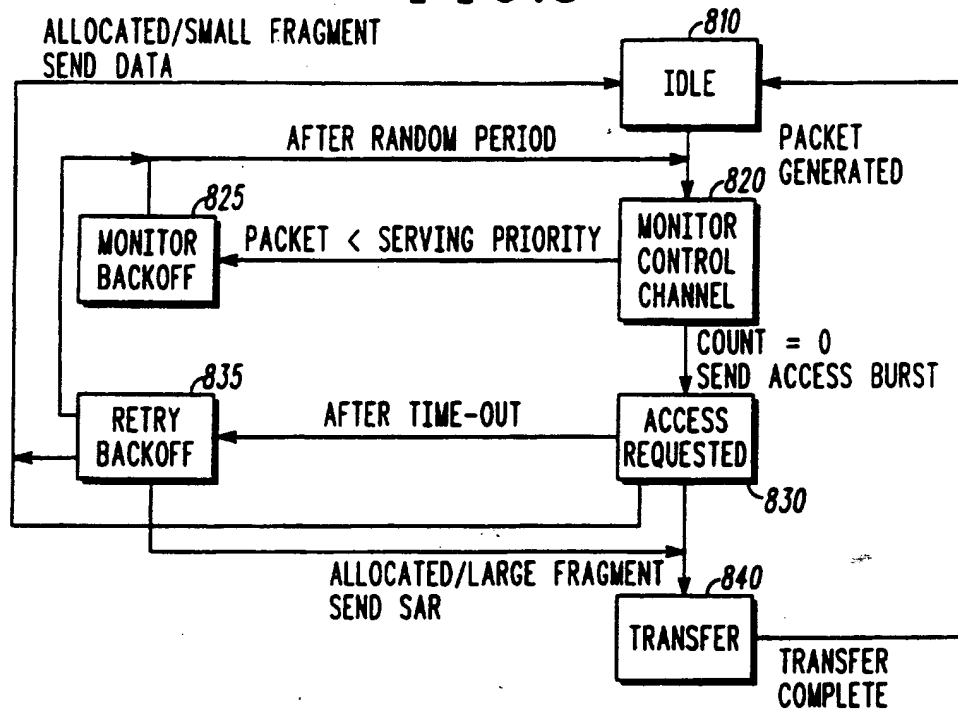 ALLOCATED/SMALL FRAGMENT
SEND DATA
810
IDLE
AFTER RANDOM PERIOD
PACKET
GENERATED
825
820
MONITOR
BACKOFF
PACKET < SERVING PRIORITY
MONITOR
CONTROL
CHANNEL
COUNT = 0
SEND ACCESS BURST
835
RETRY
BACKOFF
AFTER TIME-OUT
ACCESS
REQUESTED
830
ALLOCATED/LARGE FRAGMENT
SEND SAR
840
TRANSFER
TRANSFER
COMPLETE